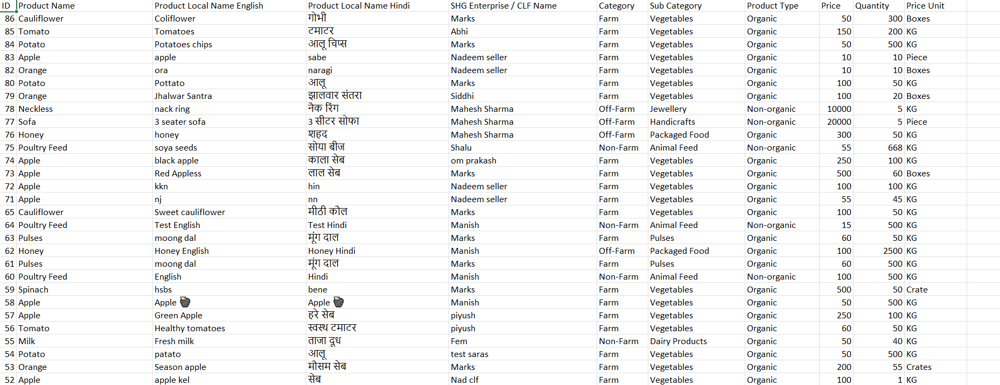 ID Product Name Product Local Name English Product Local Name Hindi SHG Enterprise / CLF Name Category Sub Category Product Type Price Quantity Price Unit
86 Cauliflower Coliflower गोभी Marks Farm Vegetables Organic 50 300 Boxes
85 Tomato Tomatoes टमाटर Abhi Farm Vegetables Organic 150 200 KG
84 Potato Potatoes chips आलू चिप्स Marks Farm Vegetables Organic 50 500 KG
83 Apple apple sabe Nadeem seller Farm Vegetables Organic 10 10 Piece
82 Orange ora naragi Nadeem seller Farm Vegetables Organic 10 10 Boxes
80 Potato Pottato आलू Marks Farm Vegetables Organic 100 50 KG
79 Orange Jhalwar Santra झालवार संतरा Siddhi Farm Vegetables Organic 100 20 Boxes
78 Neckless nack ring नैक रिंग Mahesh Sharma Off-Farm Jewellery Non-organic 10000 5 KG
77 Sofa 3 seater sofa 3 सीटर सोफा Mahesh Sharma Off-Farm Handicrafts Non-organic 20000 5 Piece
76 Honey honey शहद Mahesh Sharma Off-Farm Packaged Food Organic 300 50 KG
75 Poultry Feed soya seeds सोया बीज Shalu Non-Farm Animal Feed Non-organic 55 668 KG
74 Apple black apple काला सेब om prakash Farm Vegetables Organic 250 100 KG
73 Apple Red Appless लाल सेब Marks Farm Vegetables Organic 500 60 Boxes
72 Apple kkn hin Nadeem seller Farm Vegetables Organic 100 100 KG
71 Apple nj nn Nadeem seller Farm Vegetables Organic 55 45 KG
65 Cauliflower Sweet cauliflower मीठी कौल Marks Farm Vegetables Organic 100 50 KG
64 Poultry Feed Test English Test Hindi Manish Non-Farm Animal Feed Non-organic 15 500 KG
63 Pulses moong dal मूंग दाल Marks Farm Pulses Organic 60 50 KG
62 Honey Honey English Honey Hindi Manish Off-Farm Packaged Food Organic 100 2500 KG
61 Pulses moong dal मूंग दाल Marks Farm Pulses Organic 60 500 KG
60 Poultry Feed English Hindi Manish Non-Farm Animal Feed Non-organic 100 500 KG
59 Spinach hsbs bene Marks Farm Vegetables Organic 500 50 Crate
58 Apple Apple Apple Manish Farm Vegetables Organic 50 500 KG
57 Apple Green Apple हरे सेब piyush Farm Vegetables Organic 250 100 KG
56 Tomato Healthy tomatoes स्वस्थ टमाटर piyush Farm Vegetables Organic 60 50 KG
55 Milk Fresh milk ताजा दूध Fem Non-Farm Dairy Products Organic 50 40 KG
54 Potato patato आलू test saras Farm Vegetables Organic 50 500 KG
53 Orange Season apple मौसम सेब Marks Farm Vegetables Organic 200 55 Crates
52 Apple apple kel सेब Nad clf Farm Vegetables Organic 100 1 KG